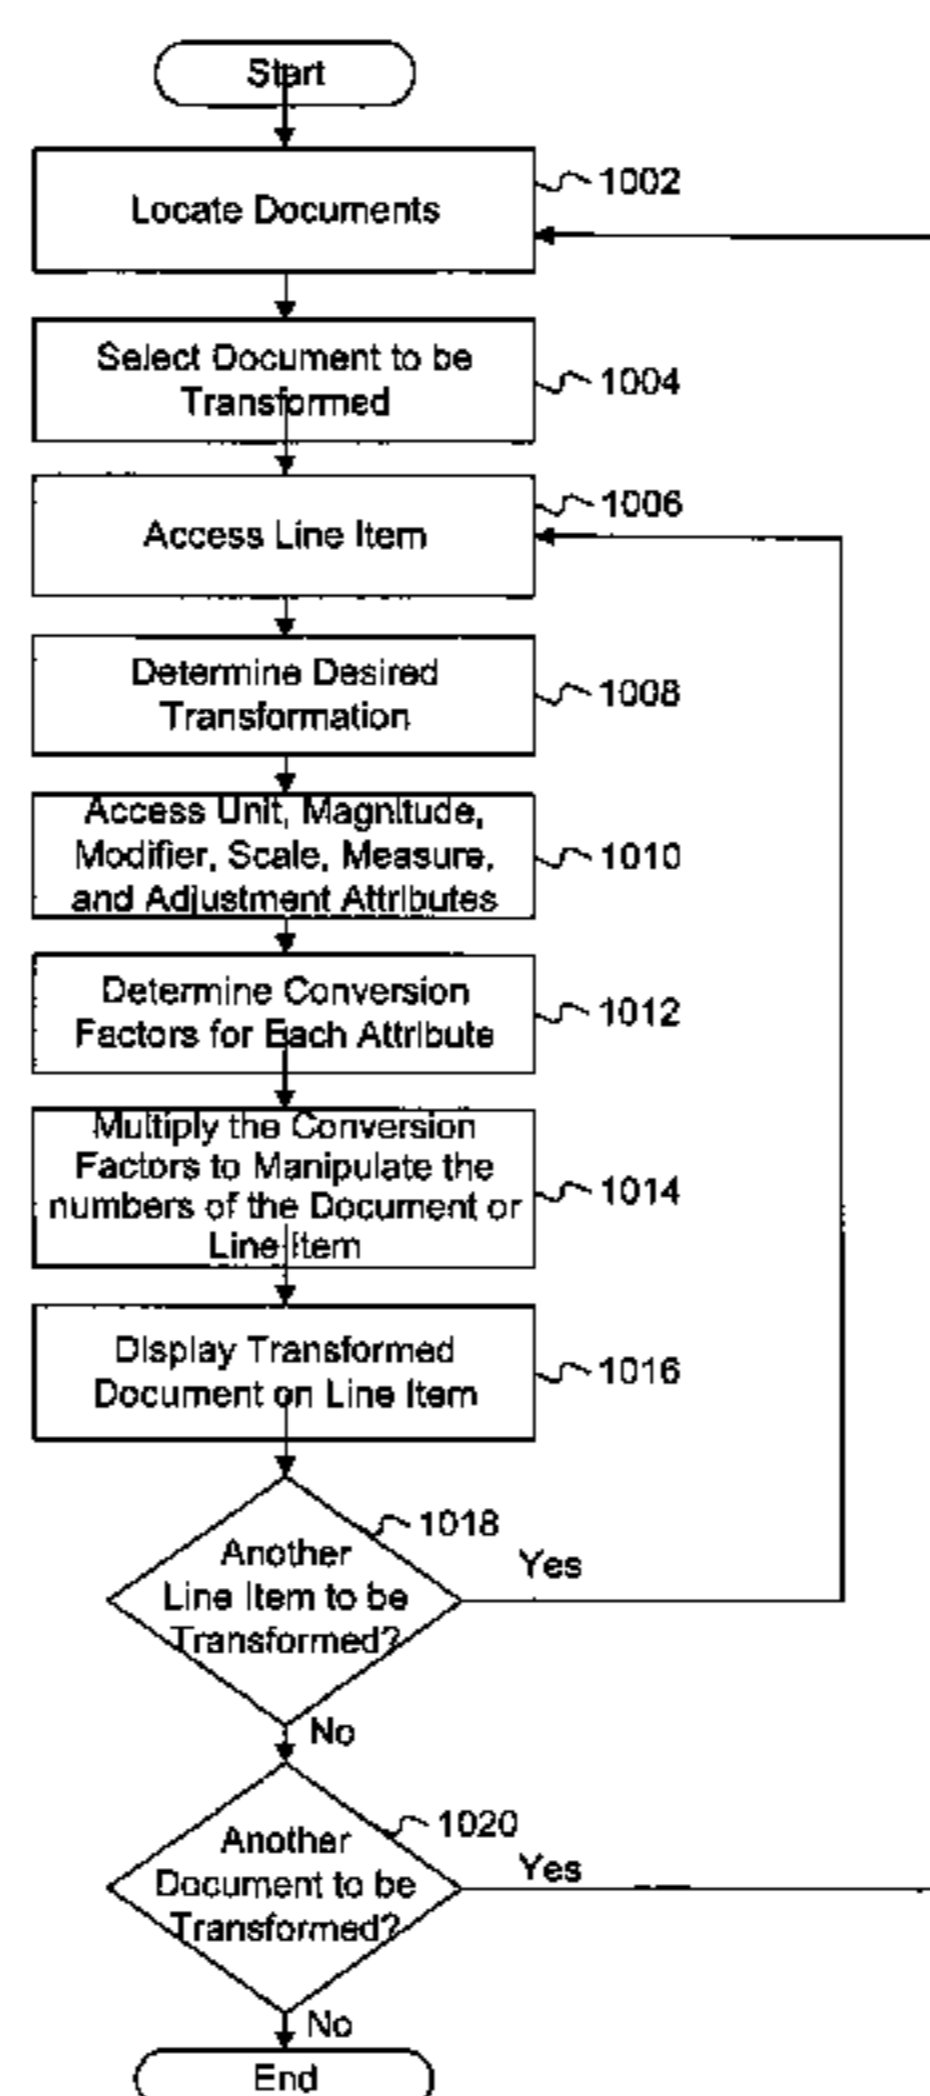 Start
Locate Documents
1002
Select Document to be
Transformed
1004
Access Line Item
1006
Determine Desired
Transformation
1008
Access Unit, Magnitude,
Modifier, Scale, Measure,
and Adjustment Attributes
1010
Determine Conversion
Factors for Each Attribute
1012
Multiply the Conversion
Factors to Manipulate the
numbers of the Document or
Line Item
1014
Display Transformed
Document on Line Item
1016
Another
Line Item to be
Transformed?
1018
Yes
No
Another
Document to be
Transformed?
1020
Yes
No
End